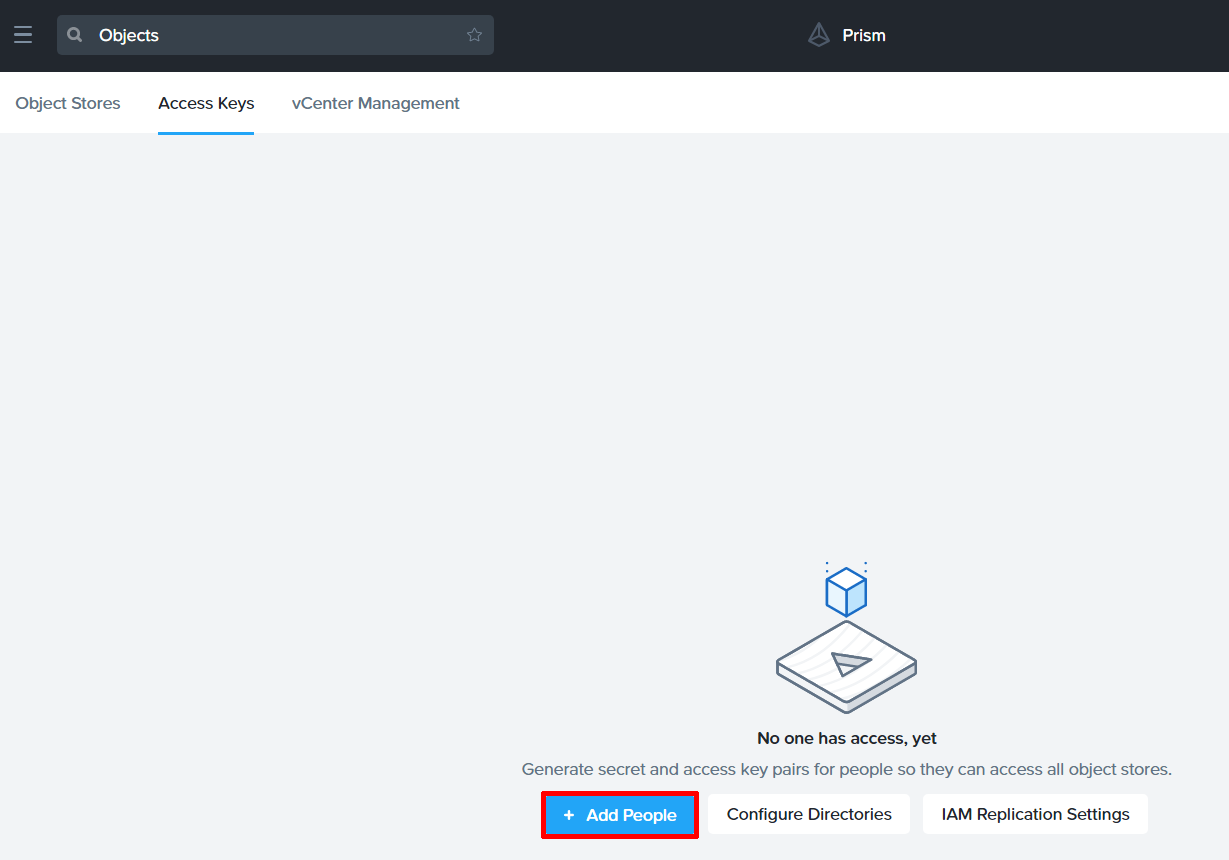 Objects
Prism
Object Stores
Access Keys
vCenter Management
No one has access, yet
Generate secret and access key pairs for people so they can access all object stores.
+ Add People
Configure Directories
IAM Replication Settings